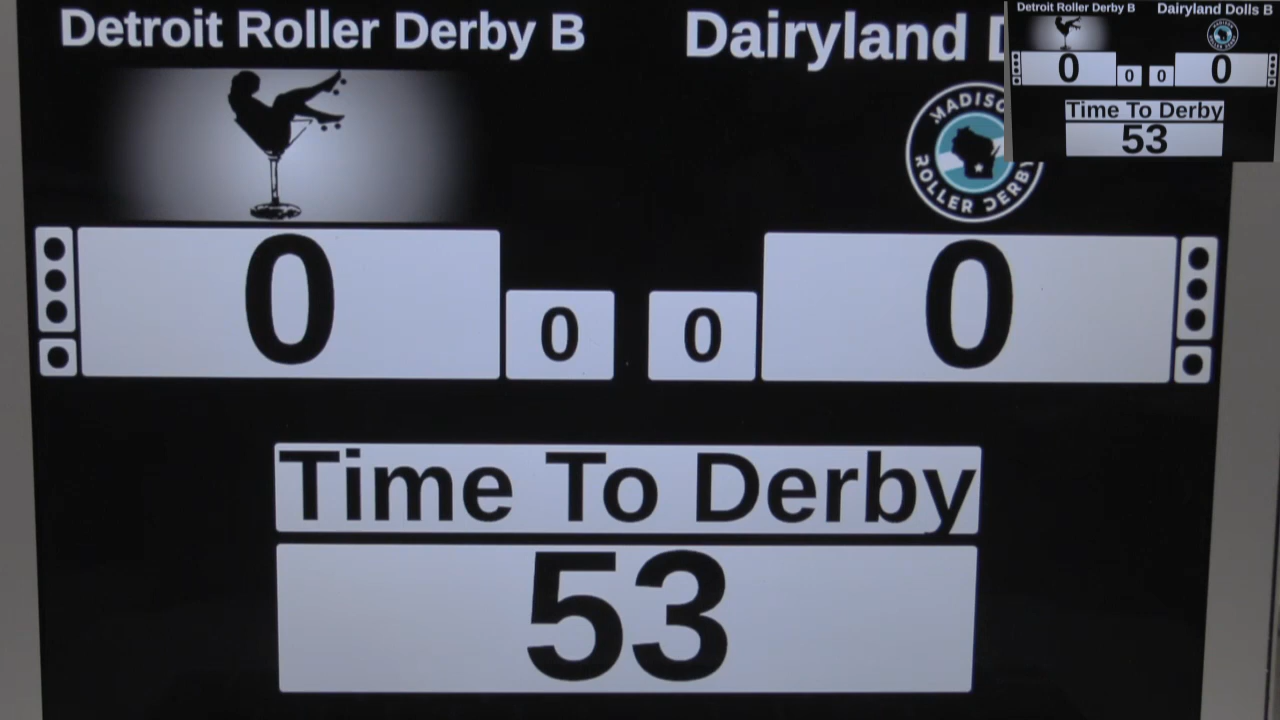 Detroit Roller Derby B
Dairyland
MADISON
ROLLER DERBY
0
0
0
0
Time To Derby
53
Detroit Roller Derby B
Dairyland Dolls B
0
0
0
0
Time To Derby
53